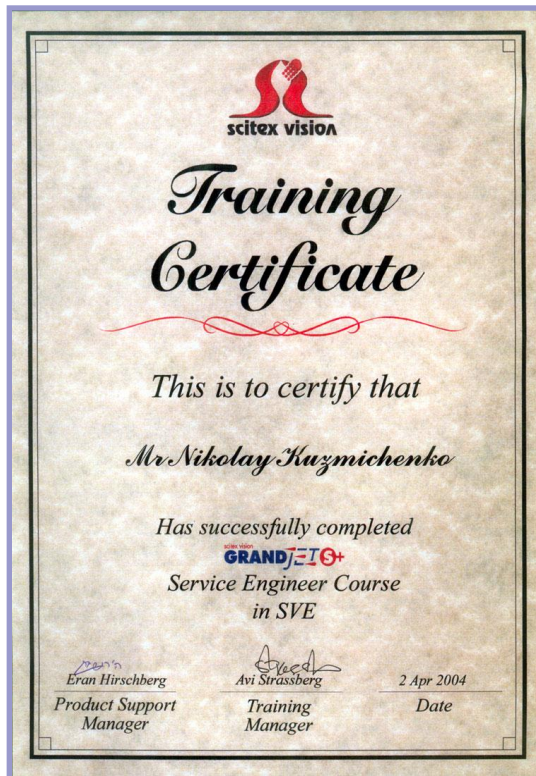 scitex vision
Training
Certificate
This is to certify that
Mr Nikolay Kuzmichenko
Has successfully completed
scitex vision
GRANDJET S+
Service Engineer Course
in SVE
Eran Hirschberg Avi Strassberg 2 Apr 2004
Product Support Manager Training Manager Date